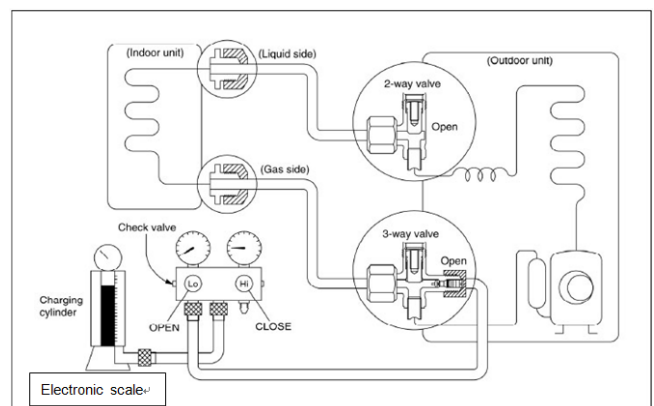 (Indoor unit)
(Liquid side)
(Outdoor unit)
2-way valve
Open
(Gas side)
3-way valve
Open
Check valve
Lo
Hi
Charging
cylinder
OPEN
CLOSE
Electronic scale